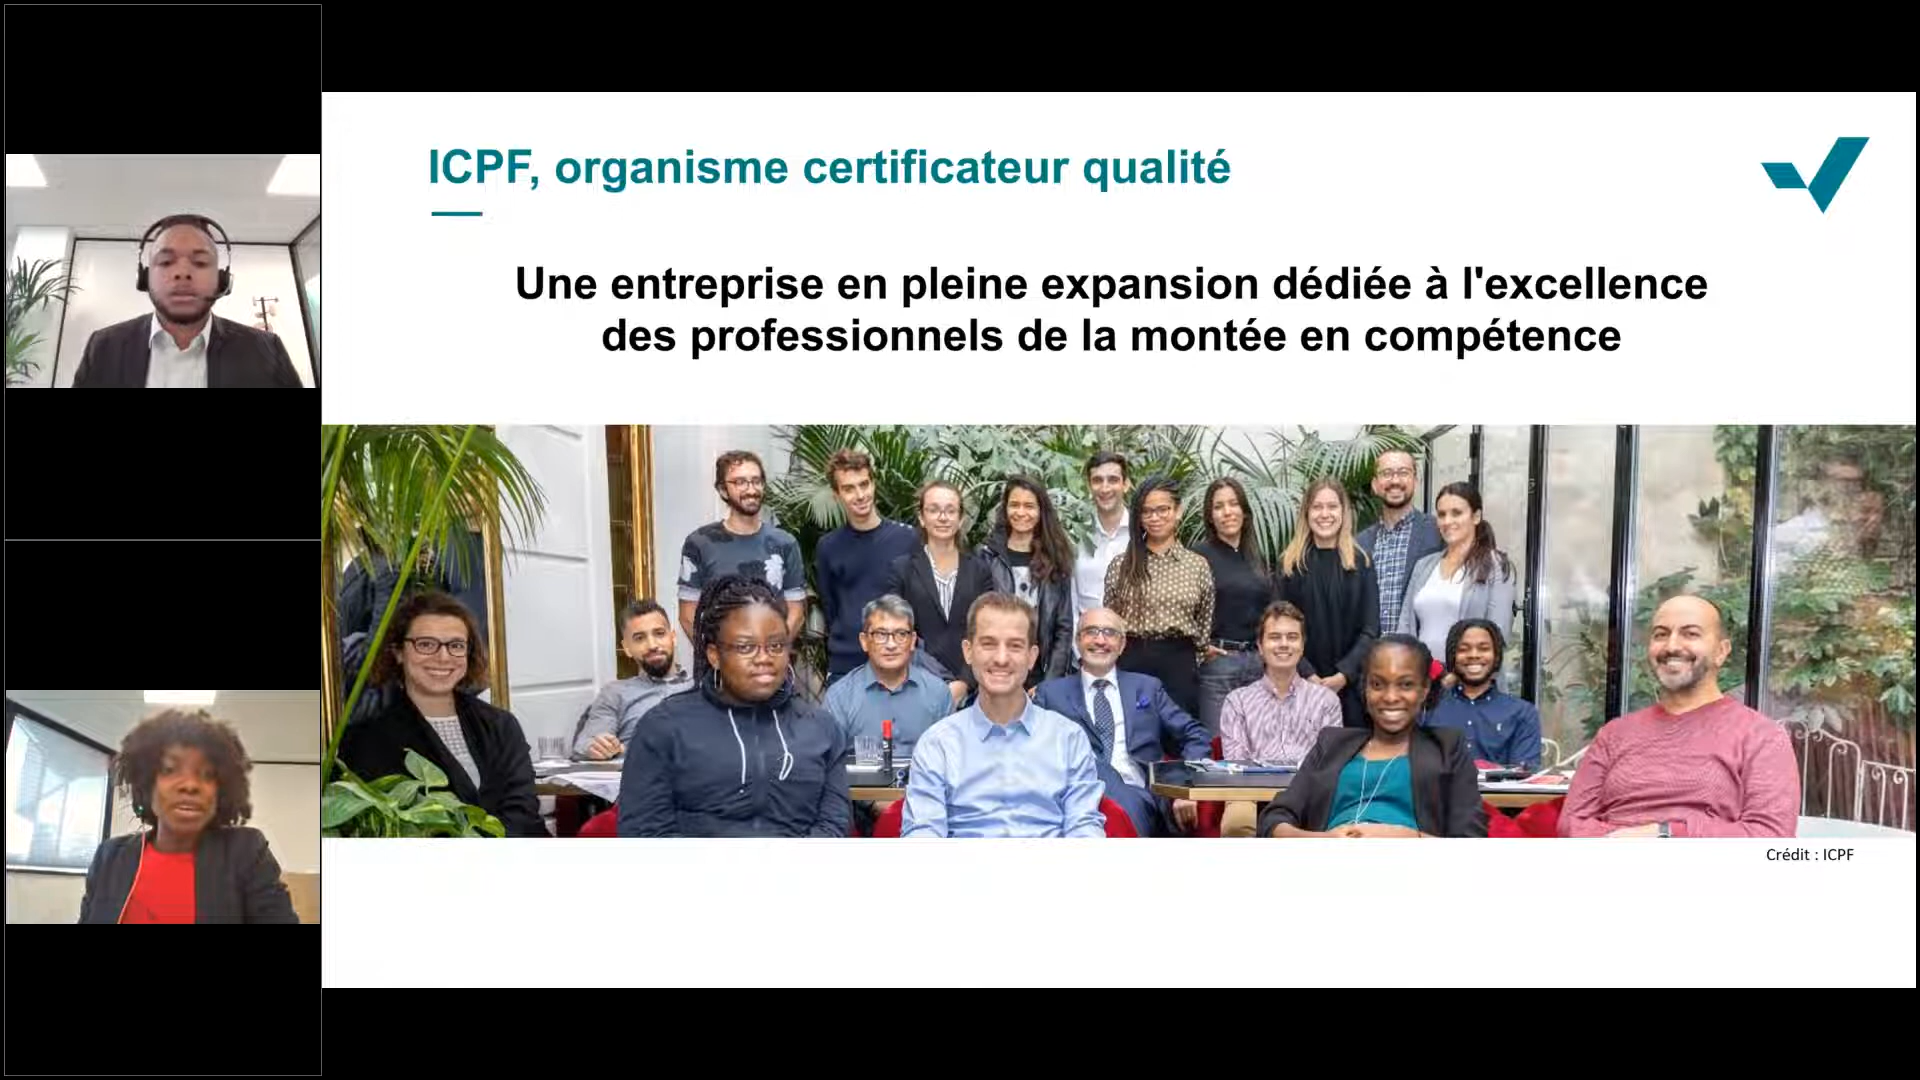 ICPF, organisme certificateur qualité
Une entreprise en pleine expansion dédiée à l'excellence
des professionnels de la montée en compétence
Crédit : ICPF